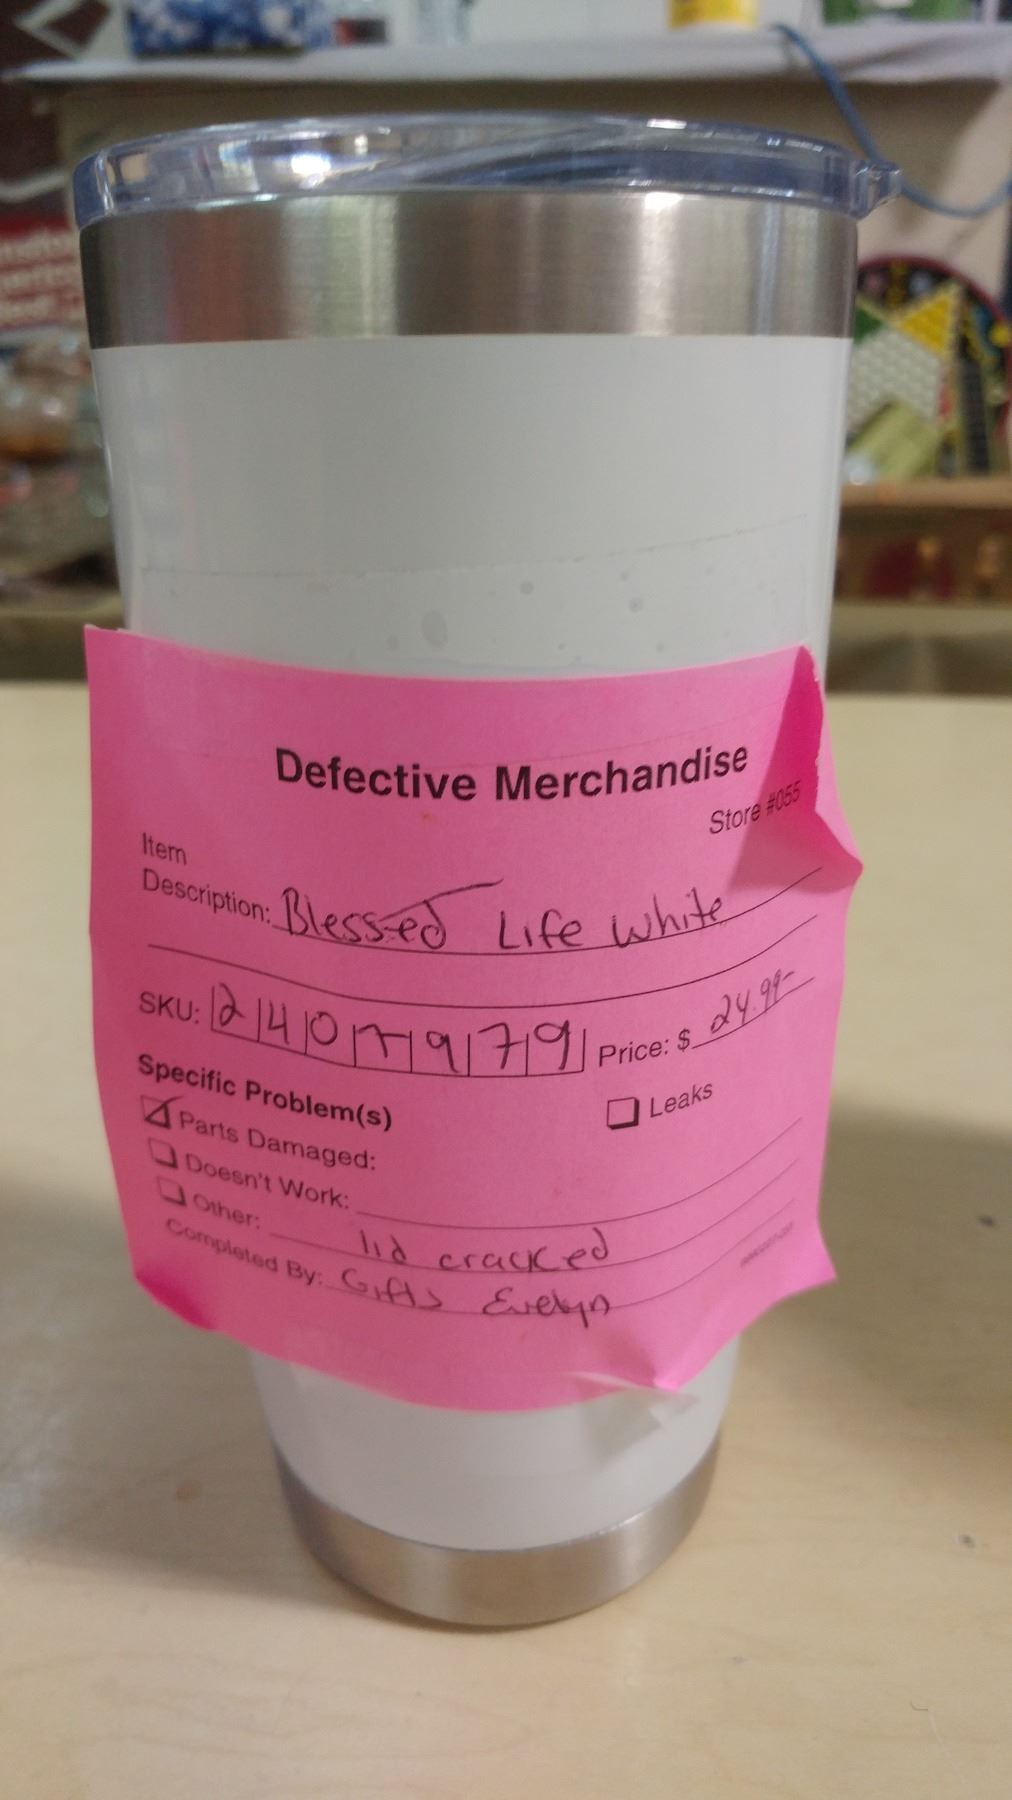 Defective Merchandise
Store #055
Item
Description: Blessed Life White
SKU: 2407979 Price: $ 24.99
Specific Problem(s)
Parts Damaged:
Leaks
Doesn't Work:
Other: lid cracked
Completed By: Gifts Evelyn